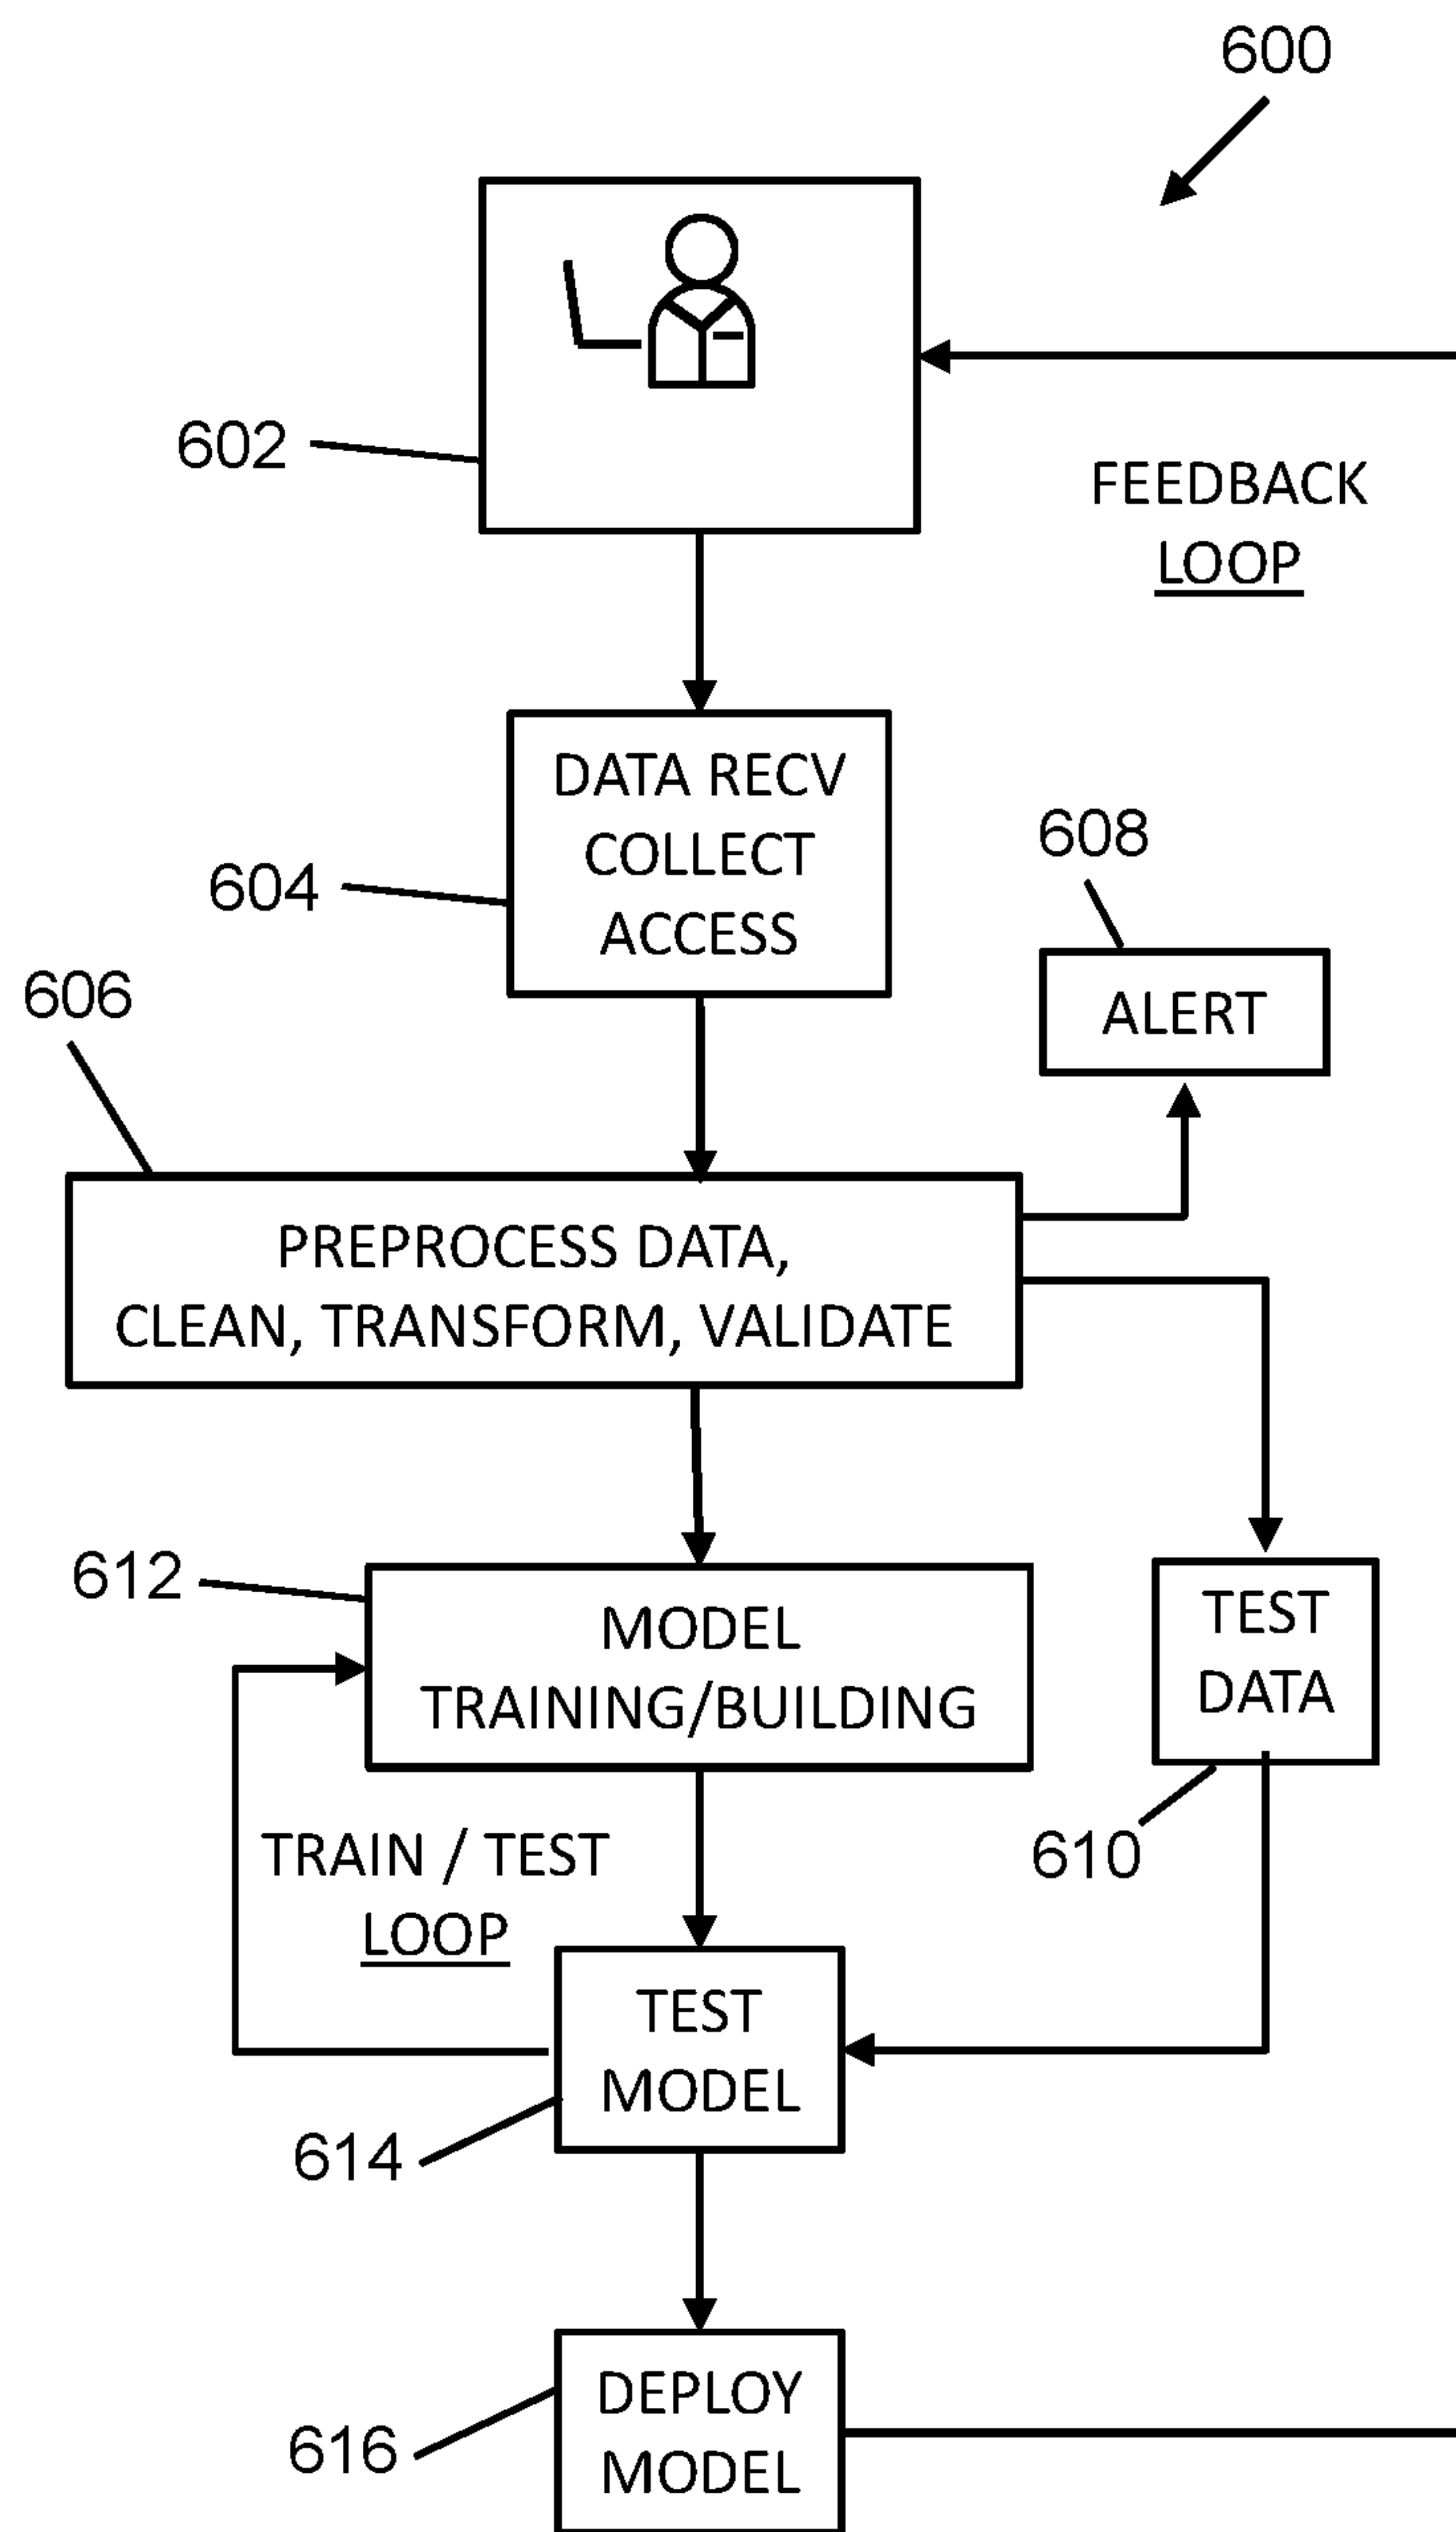 600
602
FEEDBACK
LOOP
DATA RECV
COLLECT
ACCESS
604
608
ALERT
606
PREPROCESS DATA,
CLEAN, TRANSFORM, VALIDATE
612
MODEL
TRAINING/BUILDING
TEST
DATA
610
TRAIN / TEST
LOOP
TEST
MODEL
614
DEPLOY
MODEL
616